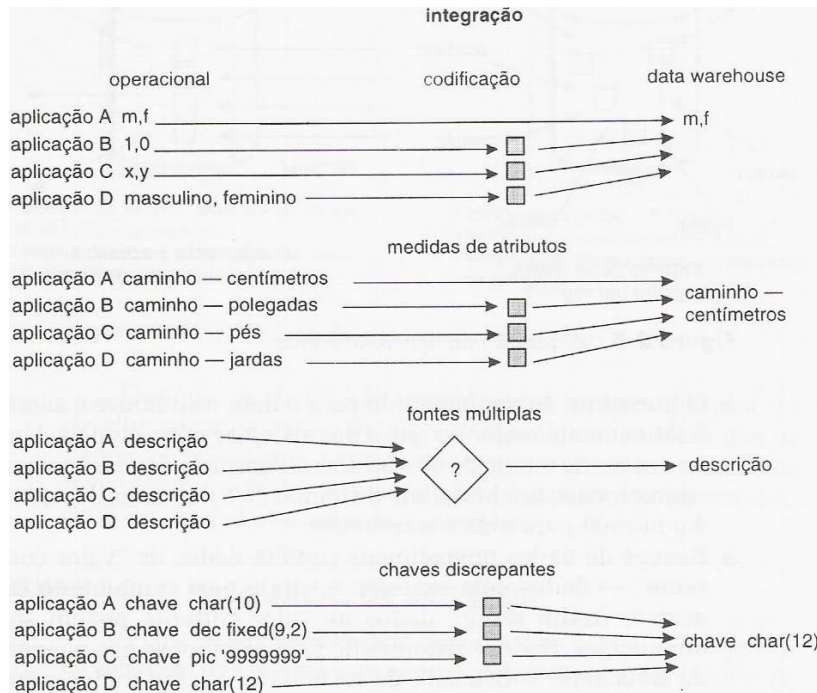 integração
operacional codificação data warehouse
aplicação A m,f m,f
aplicação B 1,0
aplicação C x,y
aplicação D masculino, feminino
medidas de atributos
aplicação A caminho — centímetros
aplicação B caminho — polegadas caminho —
aplicação C caminho — pés centímetros
aplicação D caminho — jardas
fontes múltiplas
aplicação A descrição
aplicação B descrição ? descrição
aplicação C descrição
aplicação D descrição
chaves discrepantes
aplicação A chave char(10)
aplicação B chave dec fixed(9,2) chave char(12)
aplicação C chave pic '9999999'
aplicação D chave char(12)